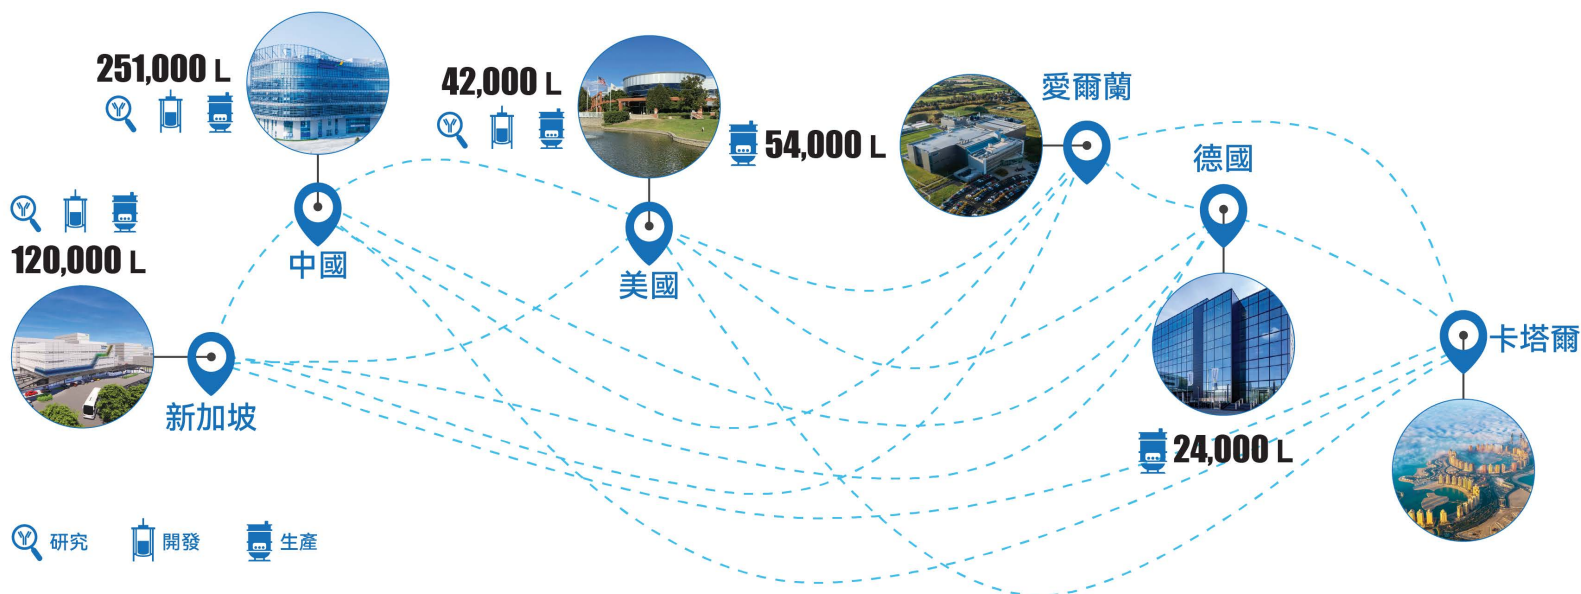 251,000 L
中國
42,000 L
美國
54,000 L
愛爾蘭
德國
24,000 L
120,000 L
新加坡
卡塔爾
研究
開發
生產